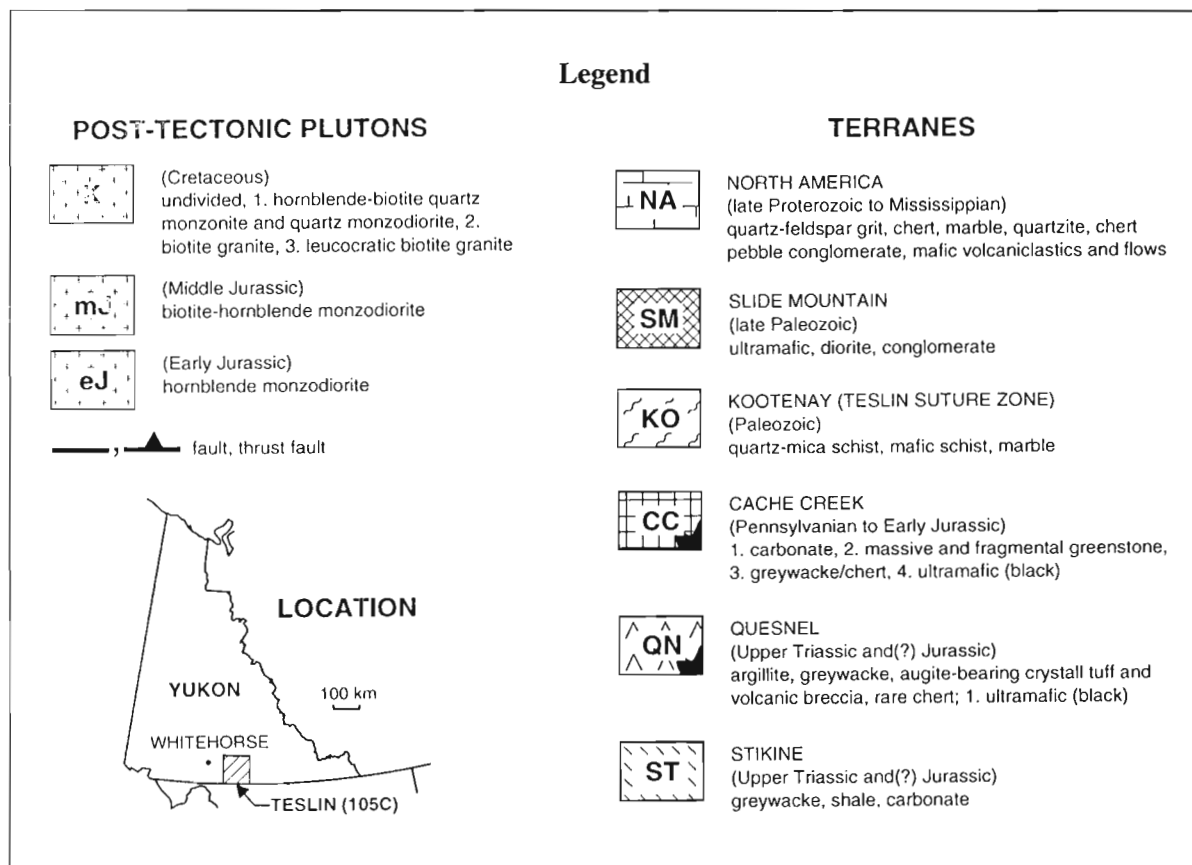 Legend
POST-TECTONIC PLUTONS
K
(Cretaceous)
undivided, 1. hornblende-biotite quartz
monzonite and quartz monzodiorite, 2.
biotite granite, 3. leucocratic biotite granite
mJ
(Middle Jurassic)
biotite-hornblende monzodiorite
eJ
(Early Jurassic)
hornblende monzodiorite
, fault, thrust fault
LOCATION
YUKON
100 km
WHITEHORSE
TESLIN (105C)
TERRANES
NA
NORTH AMERICA
(late Proterozoic to Mississippian)
quartz-feldspar grit, chert, marble, quartzite, chert
pebble conglomerate, mafic volcaniclastics and flows
SM
SLIDE MOUNTAIN
(late Paleozoic)
ultramafic, diorite, conglomerate
KO
KOOTENAY (TESLIN SUTURE ZONE)
(Paleozoic)
quartz-mica schist, mafic schist, marble
CC
CACHE CREEK
(Pennsylvanian to Early Jurassic)
1. carbonate, 2. massive and fragmental greenstone,
3. greywacke/chert, 4. ultramafic (black)
QN
QUESNEL
(Upper Triassic and(?) Jurassic)
argillite, greywacke, augite-bearing crystall tuff and
volcanic breccia, rare chert; 1. ultramafic (black)
ST
STIKINE
(Upper Triassic and(?) Jurassic)
greywacke, shale, carbonate